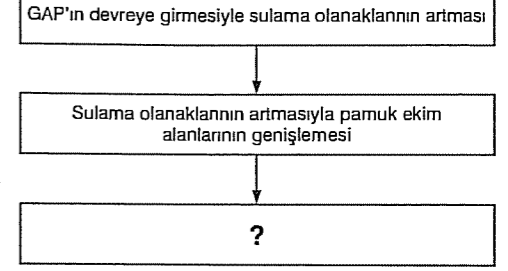 GAP'ın devreye girmesiyle sulama olanaklannın artması
Sulama olanaklannın artmasıyla pamuk ekim
alanlarının genişlemesi
?